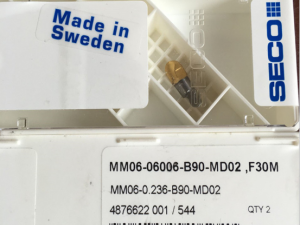 Made in
Sweden
SECO
MM06-06006-B90-MD02 ,F30M
MM06-0.236-B90-MD02
4876622 001 / 544
QTY 2